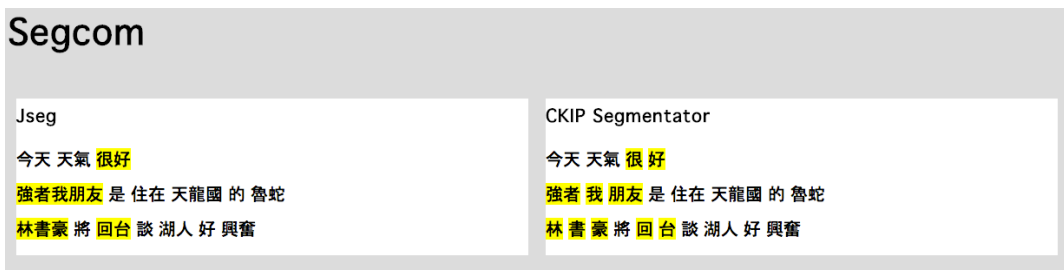 Segcom
Jseg
今天 天氣 很好
強者我朋友 是 住在 天龍國 的 魯蛇
林書豪 將 回台 談 湖人 好 興奮
CKIP Segmentator
今天 天氣 很 好
強者 我 朋友 是 住在 天龍國 的 魯蛇
林 書 豪 將 回 台 談 湖人 好 興奮